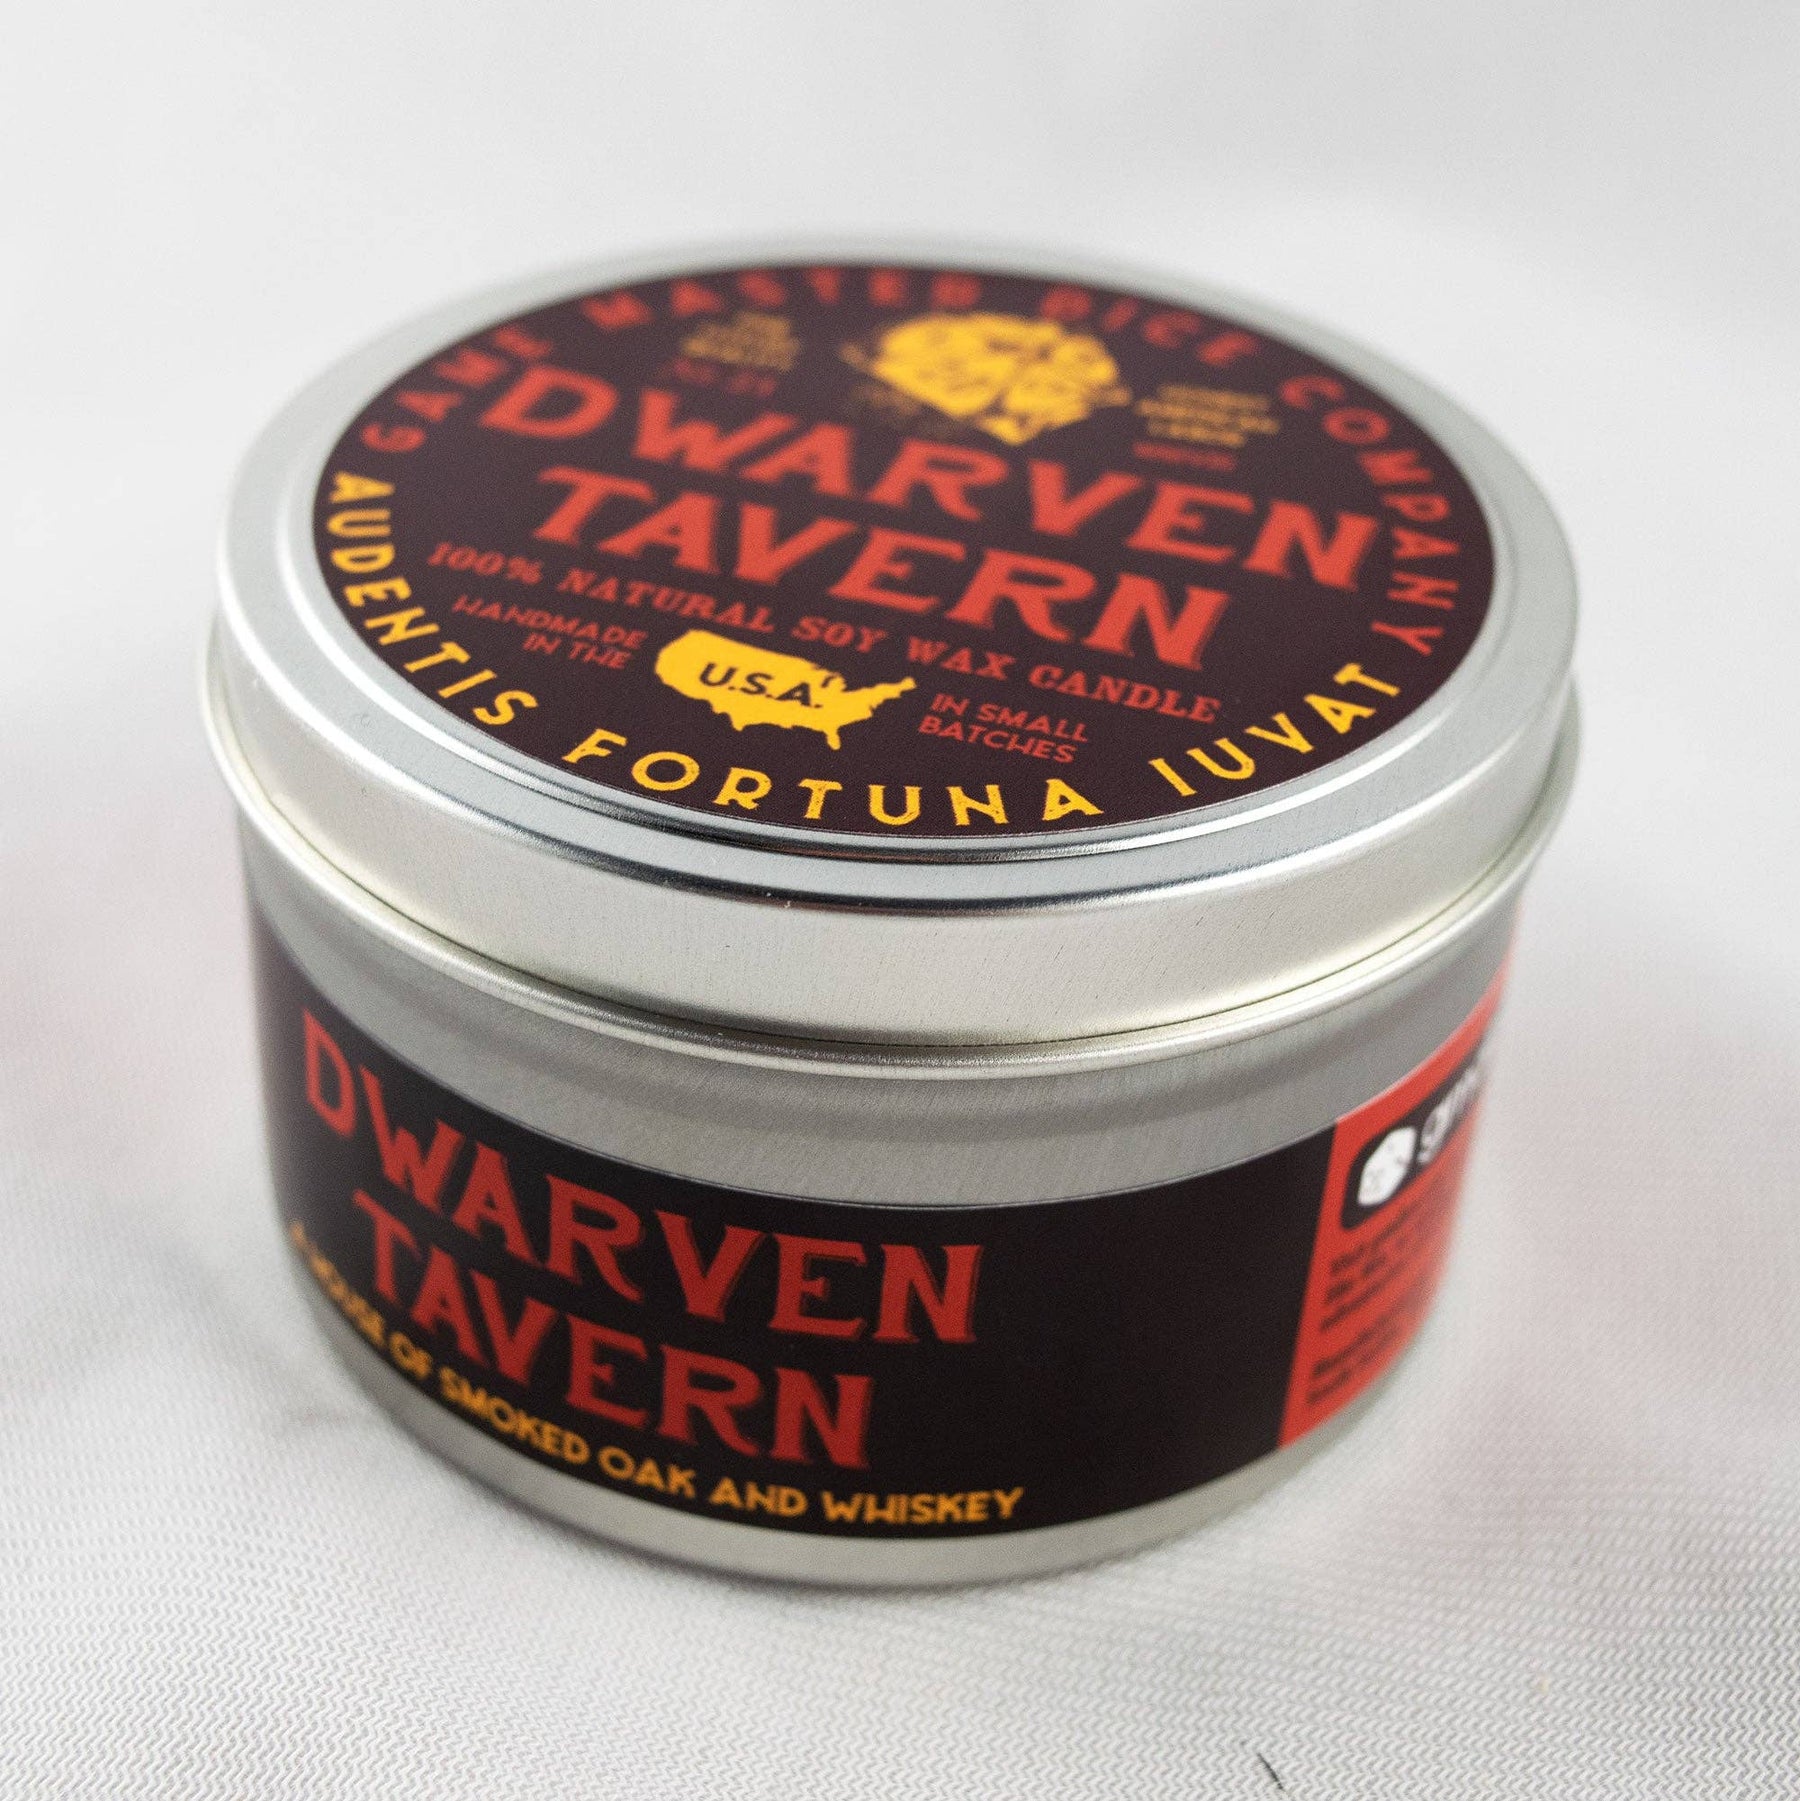 GAME MASTER DICE COMPANY
DWARVEN
TAVERN
100% NATURAL SOY WAX CANDLE
HANDMADE
IN THE
U.S.A.
IN SMALL
BATCHES
AUDENTIS FORTUNA IUVAT
DWARVEN
TAVERN
HOUSE OF SMOKED OAK AND WHISKEY